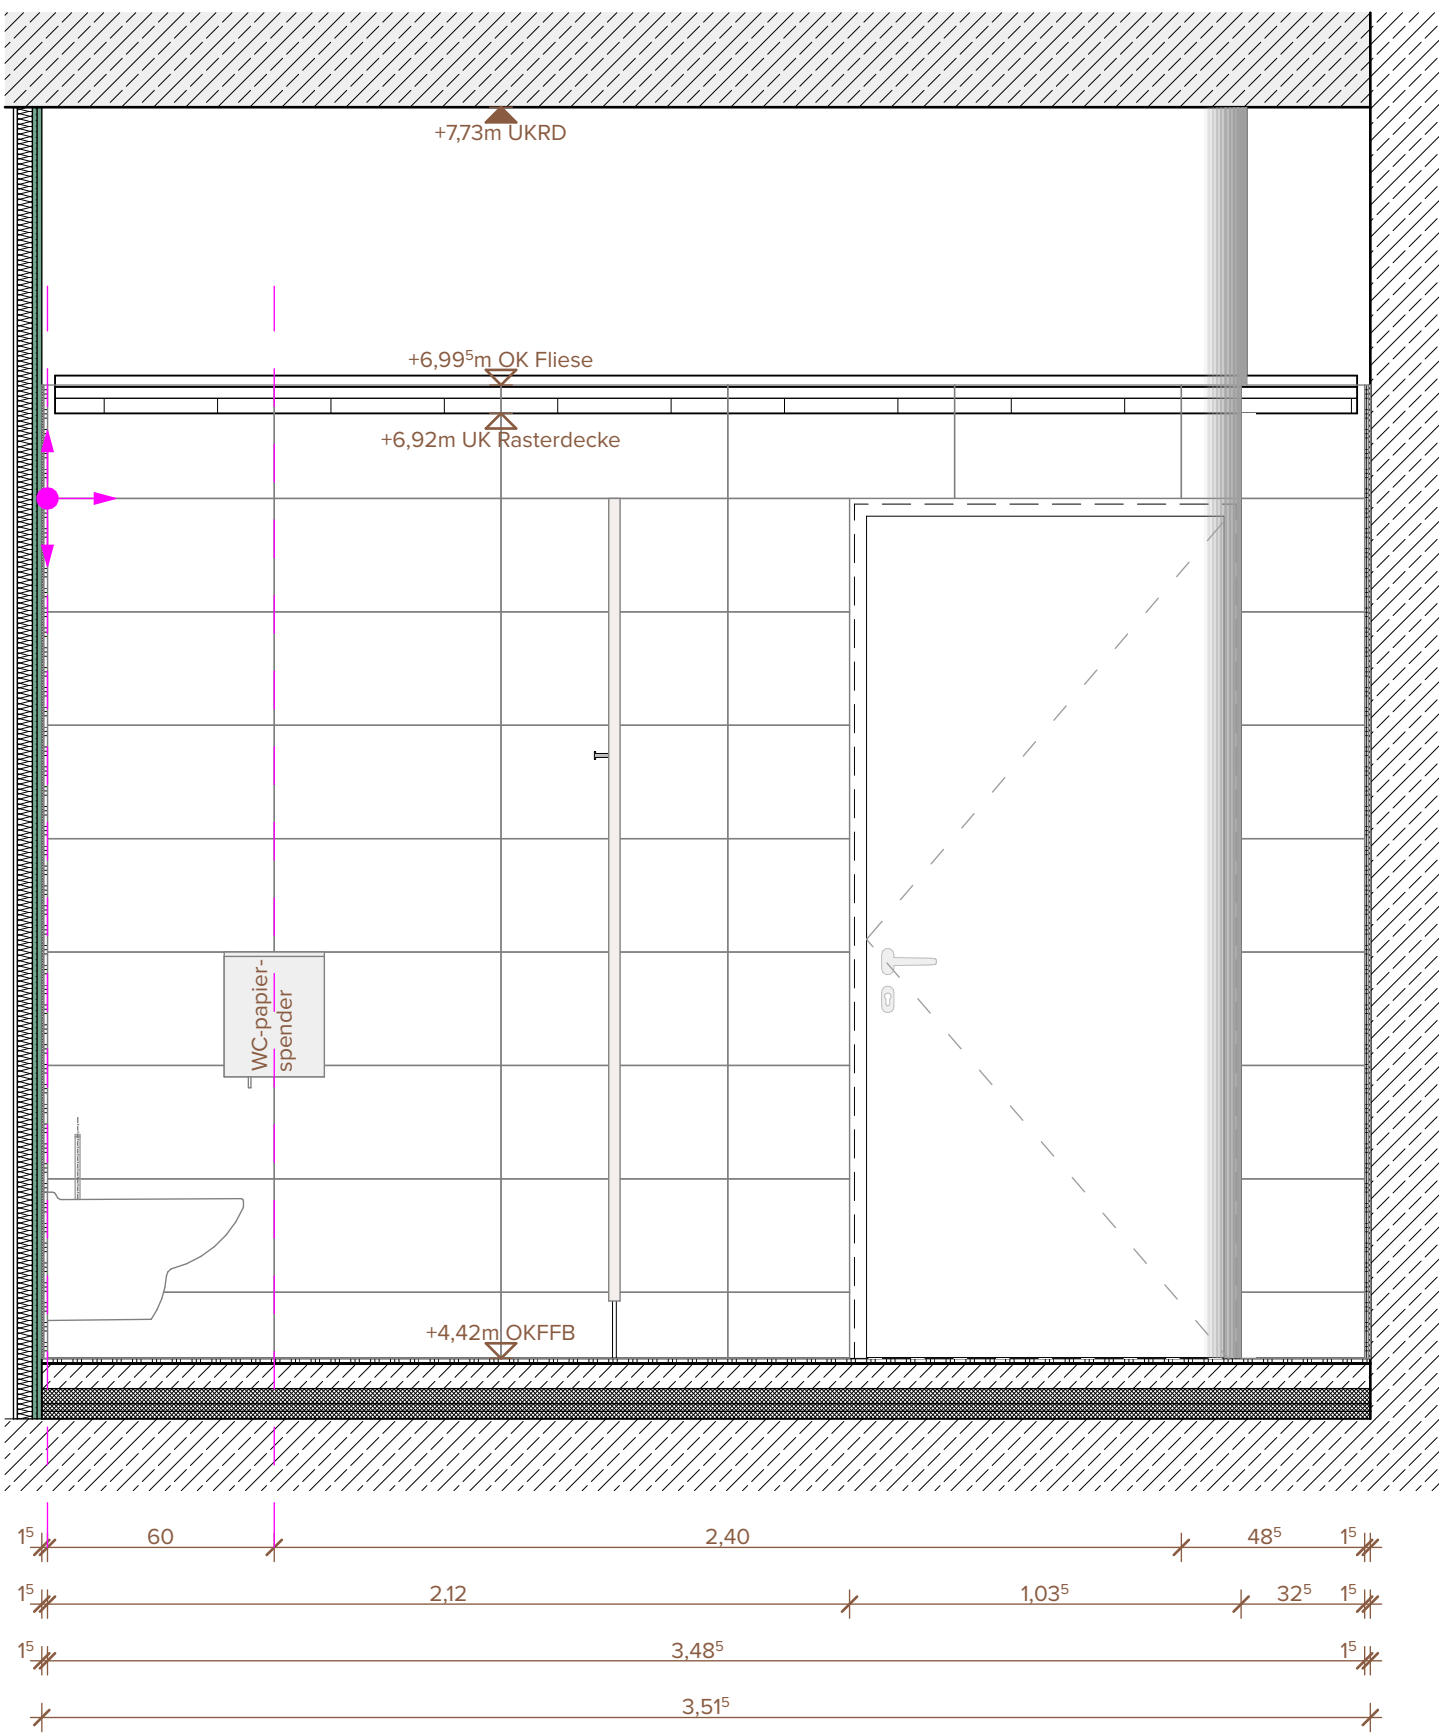 +7,73m UKRD
+6,99⁵m OK Fliese
+6,92m UK Rasterdecke
WC-papier-
spender
+4,42m OKFFB
1⁵ 60 2,40 48⁵ 1⁵
1⁵ 2,12 1,03⁵ 32⁵ 1⁵
1⁵ 3,48⁵ 1⁵
3,51⁵